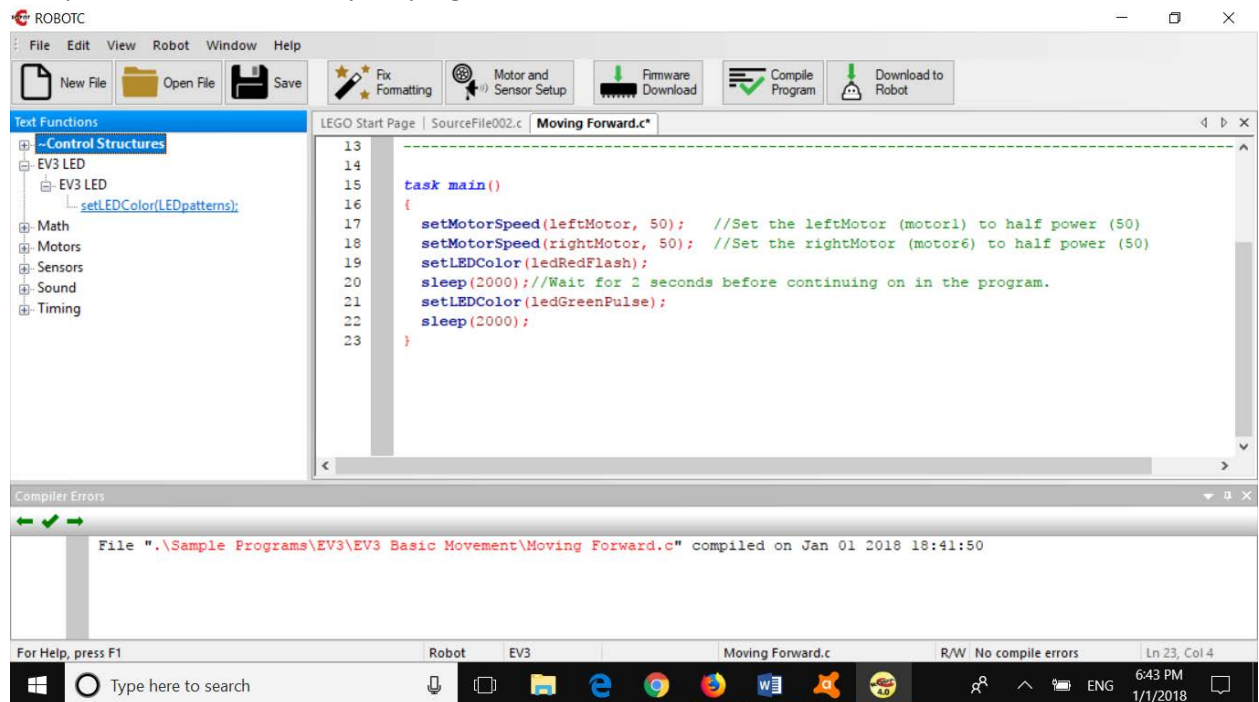 ROBOTC
File Edit View Robot Window Help
New File Open File Save Fix Formatting Motor and Sensor Setup Firmware Download Compile Program Download to Robot
Text Functions
LEGO Start Page | SourceFile002.c Moving Forward.c*
~Control Structures
EV3 LED
EV3 LED
setLEDColor(LEDpatterns);
Math
Motors
Sensors
Sound
Timing
13
14
15 task main()
16 {
17 setMotorSpeed(leftMotor, 50); //Set the leftMotor (motor1) to half power (50)
18 setMotorSpeed(rightMotor, 50); //Set the rightMotor (motor6) to half power (50)
19 setLEDColor(ledRedFlash);
20 sleep(2000);//Wait for 2 seconds before continuing on in the program.
21 setLEDColor(ledGreenPulse);
22 sleep(2000);
23 }
Compiler Errors
File ".\Sample Programs\EV3\EV3 Basic Movement\Moving Forward.c" compiled on Jan 01 2018 18:41:50
For Help, press F1 Robot EV3 Moving Forward.c R/W No compile errors Ln 23, Col 4
Type here to search ENG 6:43 PM
1/1/2018